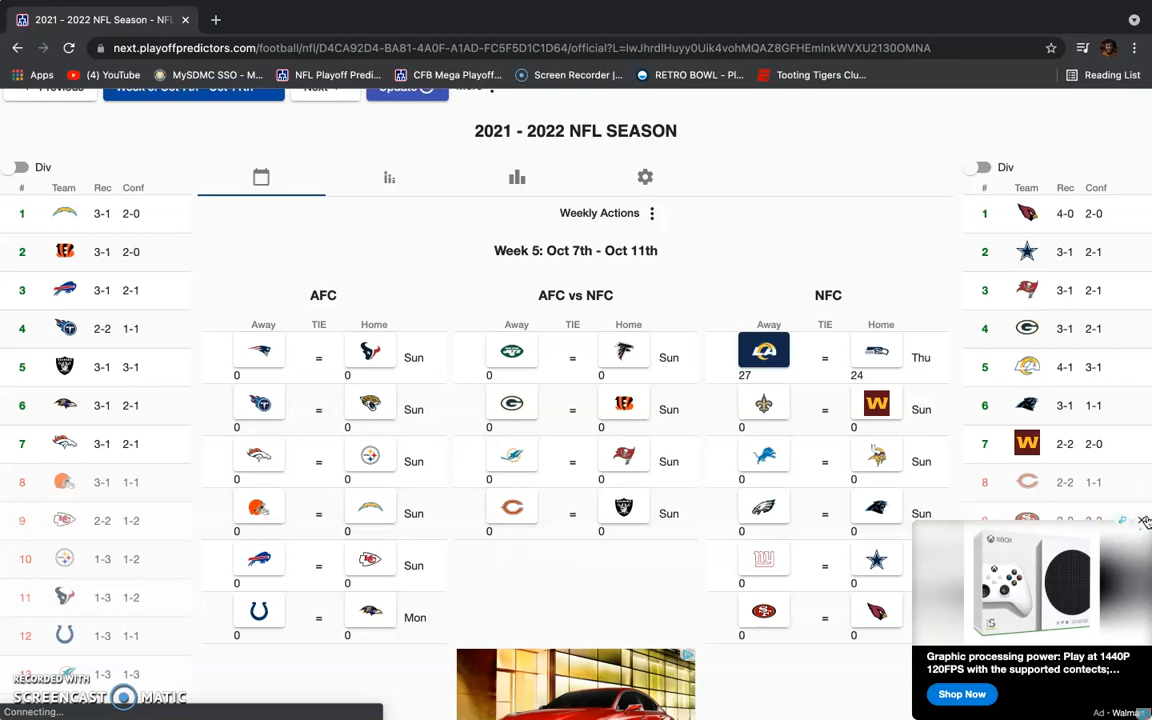 2021 - 2022 NFL Season - NFL
next.playoffpredictors.com/football/nfl/D4CA92D4-BA81-4A0F-A1AD-FC5F5D1C1D64/official?L=IwJhrdIHuyy0Uik4vohMQAZ8GFHEmlnkWVXU2130OMNA
Apps (4) YouTube MySDMC SSO - M... NFL Playoff Predi... CFB Mega Playoff... Screen Recorder |... RETRO BOWL - Pl... Tooting Tigers Clu... Reading List
Previous Week 5: Oct 7th - Oct 11th Next Update More
2021 - 2022 NFL SEASON
Div
# Team Rec Conf
1 3-1 2-0
2 3-1 2-0
3 3-1 2-1
4 2-2 1-1
5 3-1 3-1
6 3-1 2-1
7 3-1 2-1
8 3-1 1-1
9 2-2 1-2
10 1-3 1-2
11 1-3 1-2
12 1-3 1-1
13 1-3 1-3
Weekly Actions
Week 5: Oct 7th - Oct 11th
AFC
Away TIE Home
= Sun
0 0
= Sun
0 0
= Sun
0 0
= Sun
0 0
= Sun
0 0
= Mon
0 0
AFC vs NFC
Away TIE Home
= Sun
0 0
= Sun
0 0
= Sun
0 0
= Sun
0 0
NFC
Away TIE Home
= Thu
27 24
= W Sun
0 0
= Sun
0 0
= Sun
0 0
=
0 0
=
0 0
Div
# Team Rec Conf
1 4-0 2-0
2 3-1 2-1
3 3-1 2-1
4 3-1 2-1
5 4-1 3-1
6 3-1 1-1
7 W 2-2 2-0
8 2-2 1-1
XBOX
Graphic processing power: Play at 1440P
120FPS with the supported contects;...
Shop Now
Ad • Walma
RECORDED WITH
SCREENCAST MATIC
Connecting...